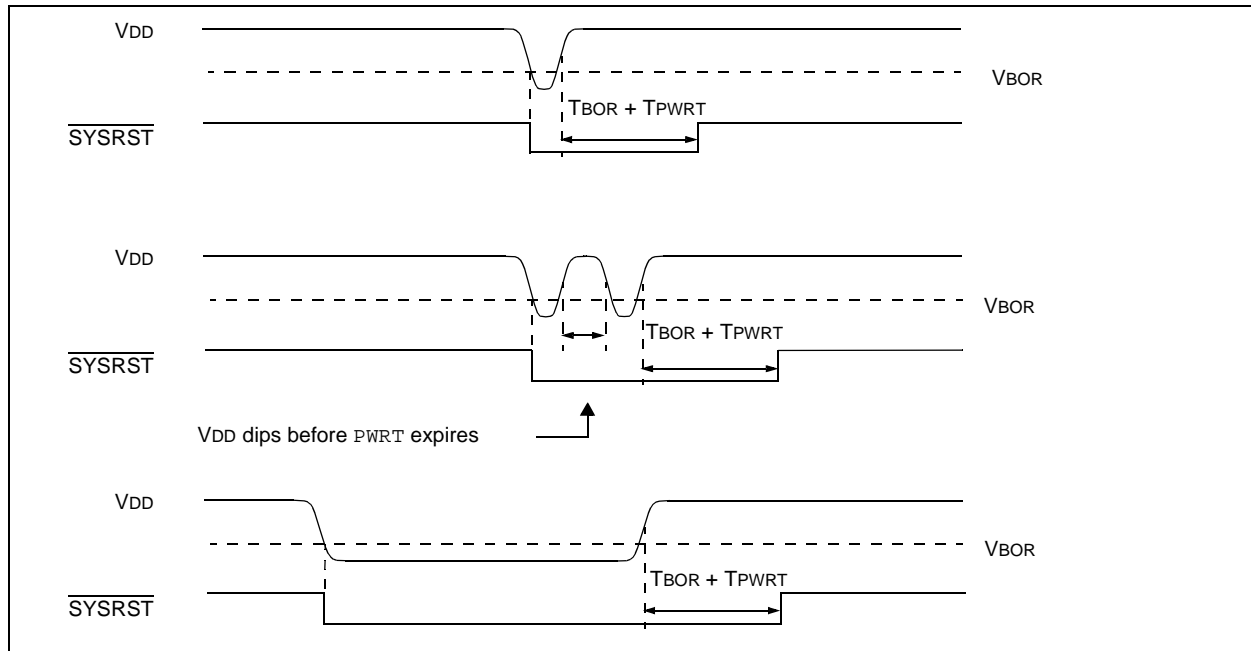 VDD
VBOR
TBOR + TPWRT
SYSRST
VDD
VBOR
TBOR + TPWRT
SYSRST
VDD dips before PWRT expires
VDD
VBOR
TBOR + TPWRT
SYSRST